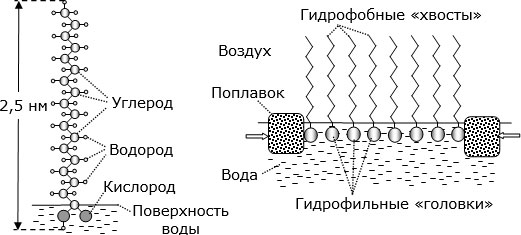 2,5 нм
Углерод
Водород
Кислород
Поверхность
воды
Гидрофобные «хвосты»
Воздух
Поплавок
Вода
Гидрофильные «головки»